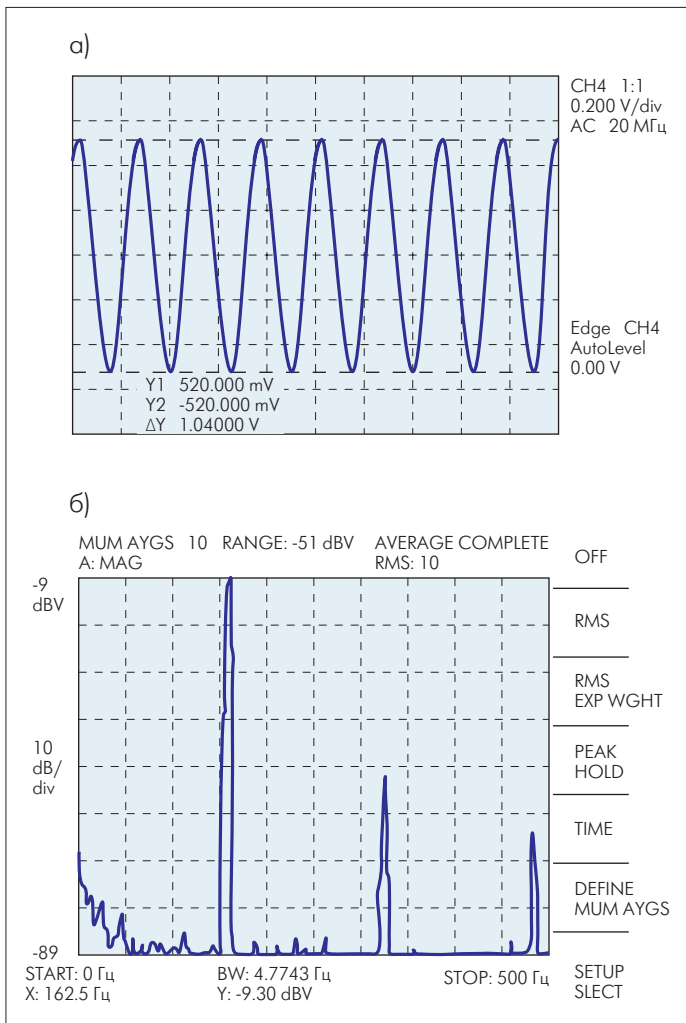 а)
CH4 1:1
0.200 V/div
AC 20 МГц
Edge CH4
AutoLevel
0.00 V
Y1 520.000 mV
Y2 -520.000 mV
ΔY 1.04000 V
б)
MUM AYGS 10 RANGE: -51 dBV AVERAGE COMPLETE
A: MAG RMS: 10
OFF
-9
dBV
RMS
RMS
EXP WGHT
10
dB/
div
PEAK
HOLD
TIME
DEFINE
MUM AYGS
-89
START: 0 Гц BW: 4.7743 Гц STOP: 500 Гц
X: 162.5 Гц Y: -9.30 dBV
SETUP
SLECT